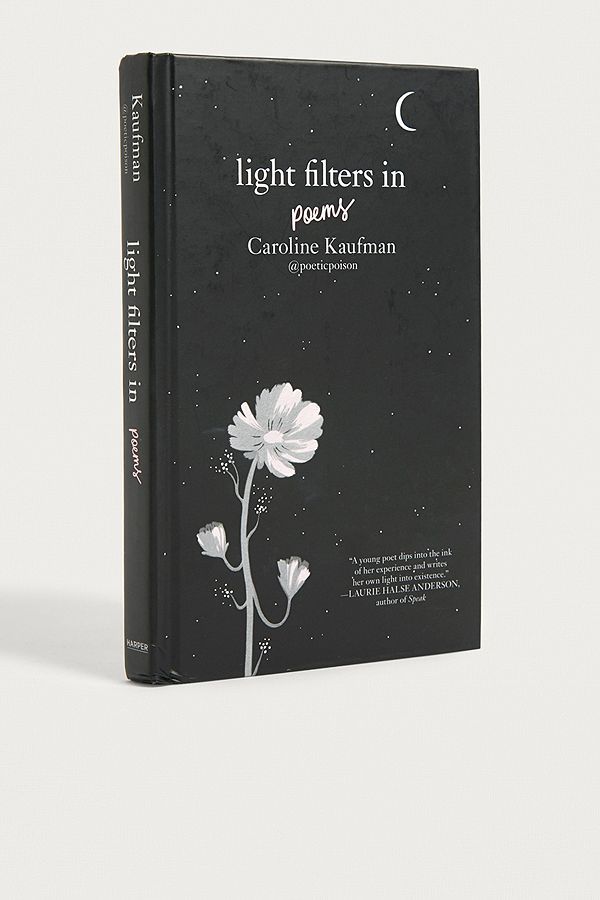 Kaufman
@poeticpoison
light filters in
poems
HARPER
light filters in
poems
Caroline Kaufman
@poeticpoison
“A young poet dips into the ink
of her experience and writes
her own light into existence.”
—LAURIE HALSE ANDERSON,
author of Speak